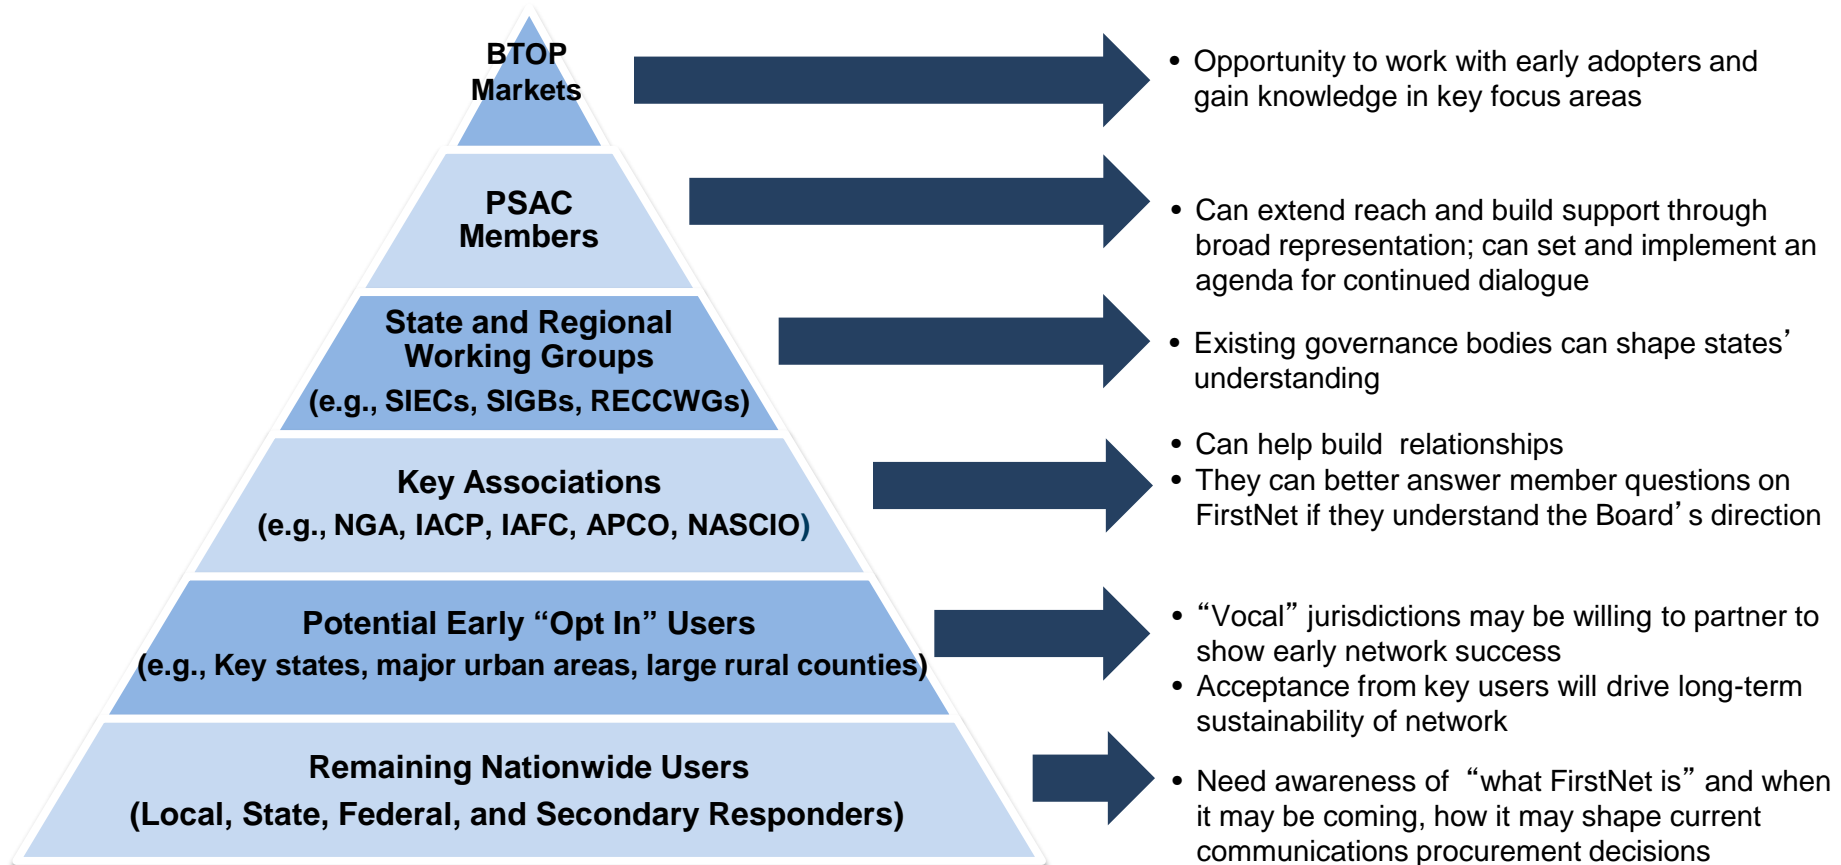 BTOP
Markets
• Opportunity to work with early adopters and
gain knowledge in key focus areas
PSAC
Members
• Can extend reach and build support through
broad representation; can set and implement an
agenda for continued dialogue
State and Regional
Working Groups
(e.g., SIECs, SIGBs, RECCWGs)
• Existing governance bodies can shape states’
understanding
Key Associations
(e.g., NGA, IACP, IAFC, APCO, NASCIO)
• Can help build relationships
• They can better answer member questions on
FirstNet if they understand the Board’s direction
Potential Early “Opt In” Users
(e.g., Key states, major urban areas, large rural counties)
• “Vocal” jurisdictions may be willing to partner to
show early network success
• Acceptance from key users will drive long-term
sustainability of network
Remaining Nationwide Users
(Local, State, Federal, and Secondary Responders)
• Need awareness of “what FirstNet is” and when
it may be coming, how it may shape current
communications procurement decisions